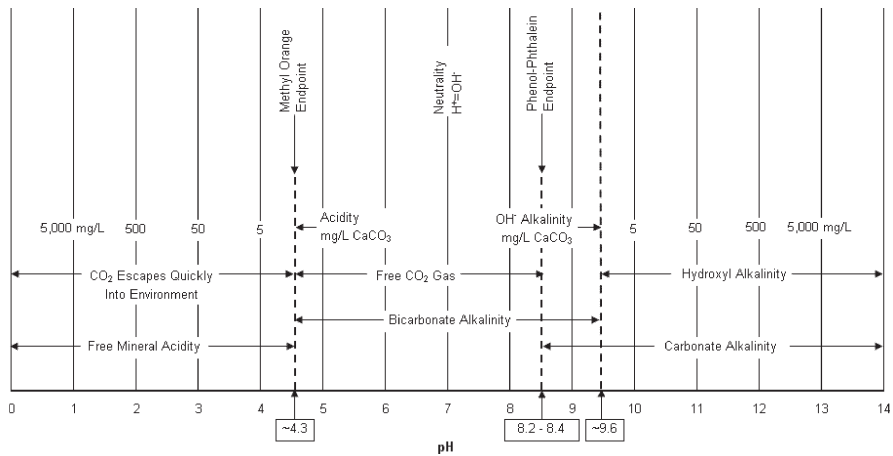 Methyl Orange
Endpoint
Neutrality
H⁺=OH⁻
Phenol-Phthalein
Endpoint
Acidity
mg/L CaCO₃
OH⁻ Alkalinity
mg/L CaCO₃
5,000 mg/L 500 50 5 5 50 500 5,000 mg/L
CO₂ Escapes Quickly
Into Environment
Free CO₂ Gas
Hydroxyl Alkalinity
Bicarbonate Alkalinity
Free Mineral Acidity
Carbonate Alkalinity
0 1 2 3 4 5 6 7 8 9 10 11 12 13 14
~4.3 8.2 - 8.4 ~9.6
pH